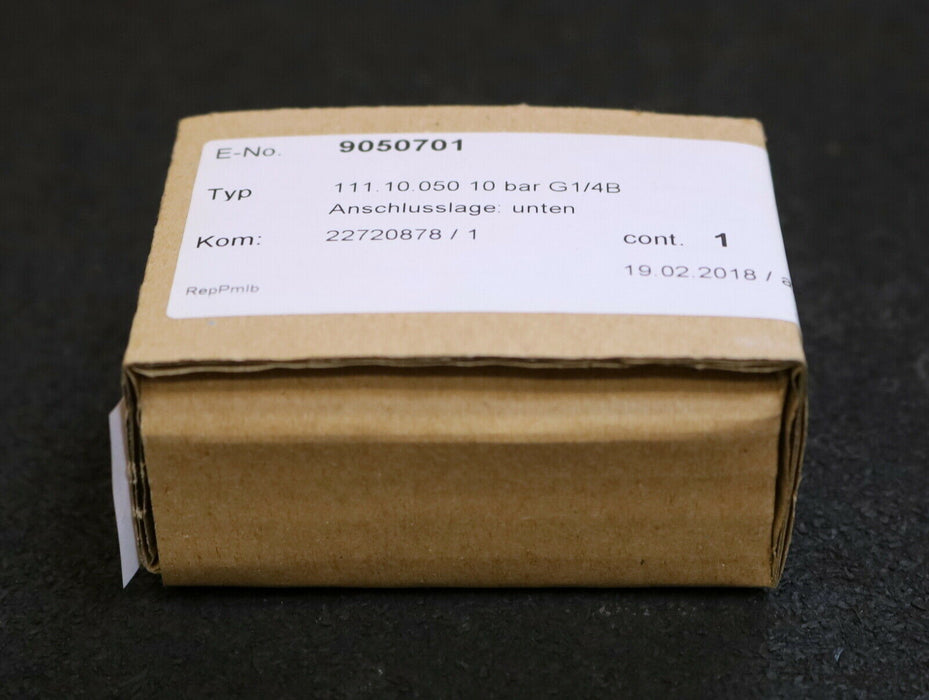 E-No. 9050701
Typ 111.10.050 10 bar G1/4B
Anschlusslage: unten
Kom: 22720878 / 1 cont. 1
19.02.2018 /
RepPmlb